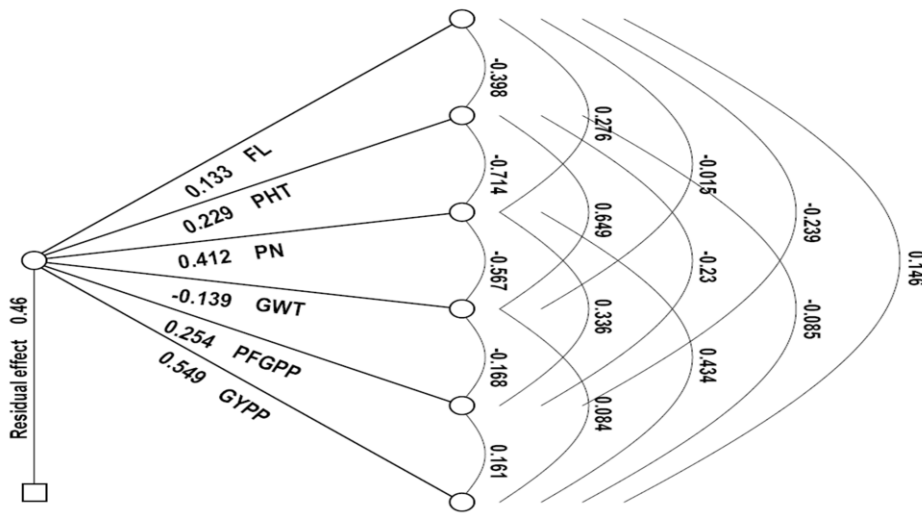 0.133 FL
0.229 PHT
0.412 PN
-0.139 GWT
0.254 PFGPP
0.549 GYPP
Residual effect 0.46
-0.398
-0.714
-0.567
-0.168
0.161
0.276
0.649
0.336
0.084
-0.015
-0.23
0.434
-0.239
-0.085
0.146